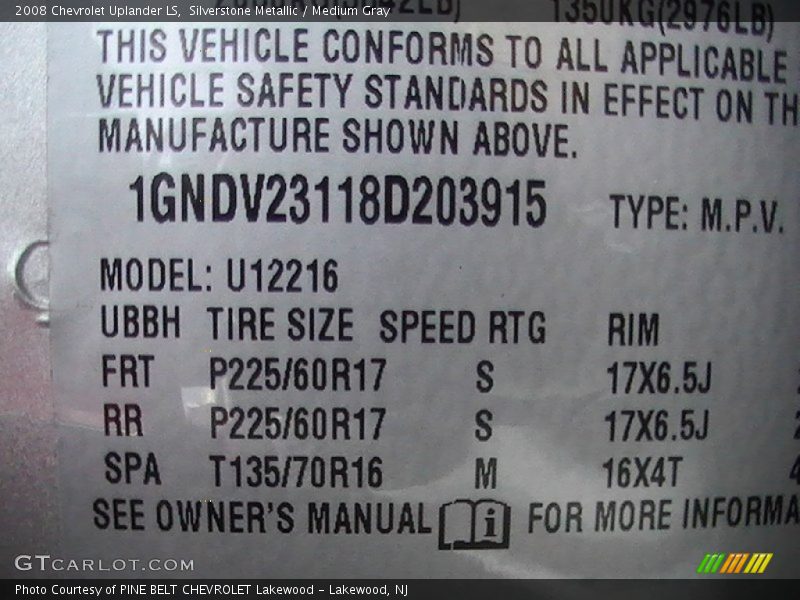 2008 Chevrolet Uplander LS, Silverstone Metallic / Medium Gray
1350KG(2976LB)
THIS VEHICLE CONFORMS TO ALL APPLICABLE
VEHICLE SAFETY STANDARDS IN EFFECT ON TH
MANUFACTURE SHOWN ABOVE.
1GNDV23118D203915 TYPE: M.P.V.
MODEL: U12216
UBBH TIRE SIZE SPEED RTG RIM
FRT P225/60R17 S 17X6.5J
RR P225/60R17 S 17X6.5J
SPA T135/70R16 M 16X4T
SEE OWNER'S MANUAL i FOR MORE INFORMA
GTCARLOT.COM
Photo Courtesy of PINE BELT CHEVROLET Lakewood - Lakewood, NJ